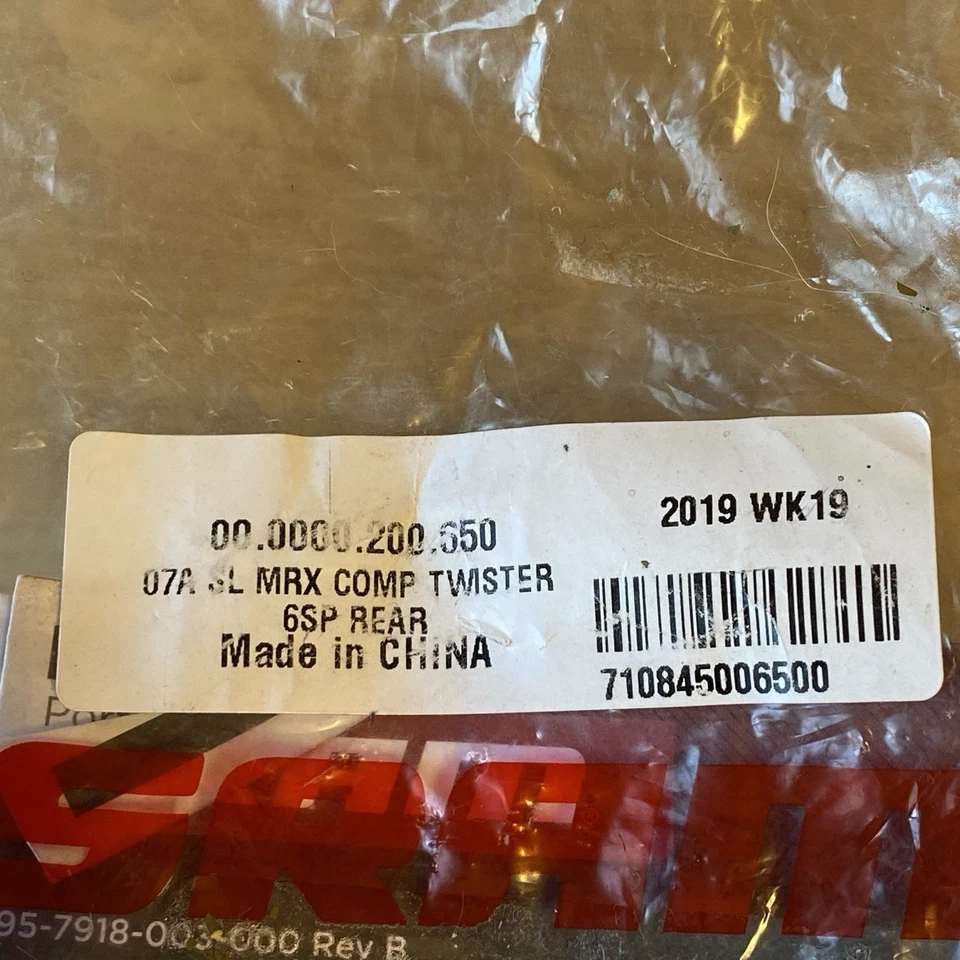 00.0000.200.650
07A SL MRX COMP TWISTER
6SP REAR
Made in CHINA
2019 WK19
710845006500
SRAM®
95-7918-003-000 Rev B